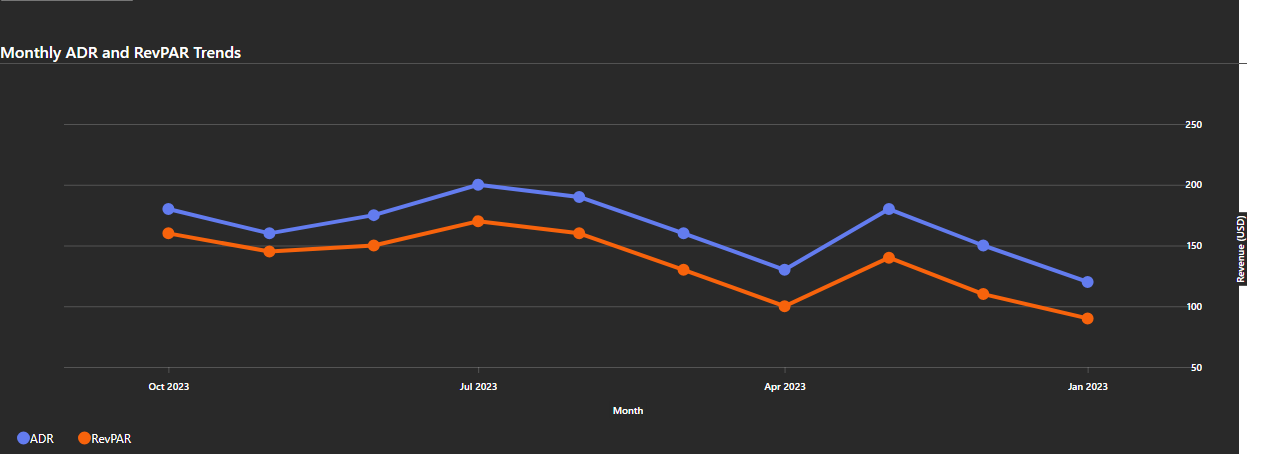 Monthly ADR and RevPAR Trends
250
200
150
100
50
Revenue (USD)
Oct 2023 Jul 2023 Apr 2023 Jan 2023
Month
ADR RevPAR